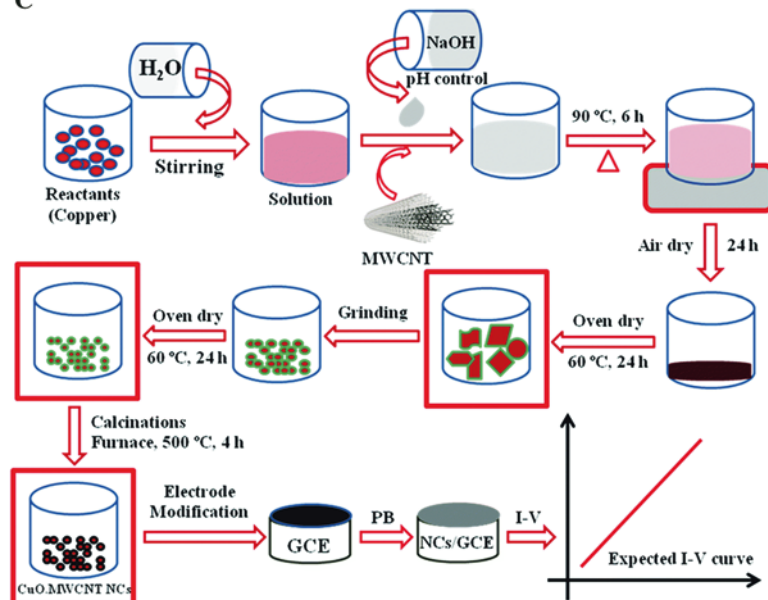 C
H₂O
NaOH
pH control
90 ℃, 6 h
Stirring
Reactants
(Copper)
Solution
MWCNT
Air dry
24 h
Oven dry
60 ℃, 24 h
Grinding
Oven dry
60 ℃, 24 h
Calcinations
Furnace, 500 ℃, 4 h
Electrode
Modification
GCE
PB
NCs/GCE
I-V
Expected I-V curve
CuO.MWCNT NCs